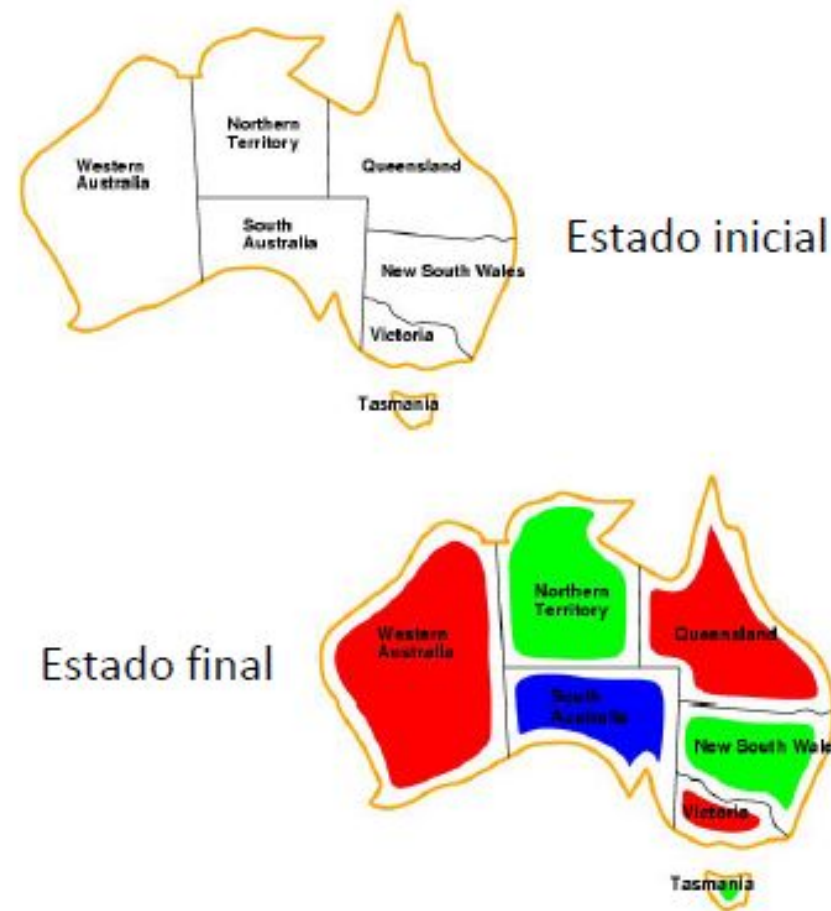 Northern
Territory
Western
Australia
Queensland
South
Australia
Estado inicial
New South Wales
Victoria
Tasmania
Northern
Territory
Western
Australia
Queensland
Estado final
South
Australia
New South Wale
Victoria
Tasmania